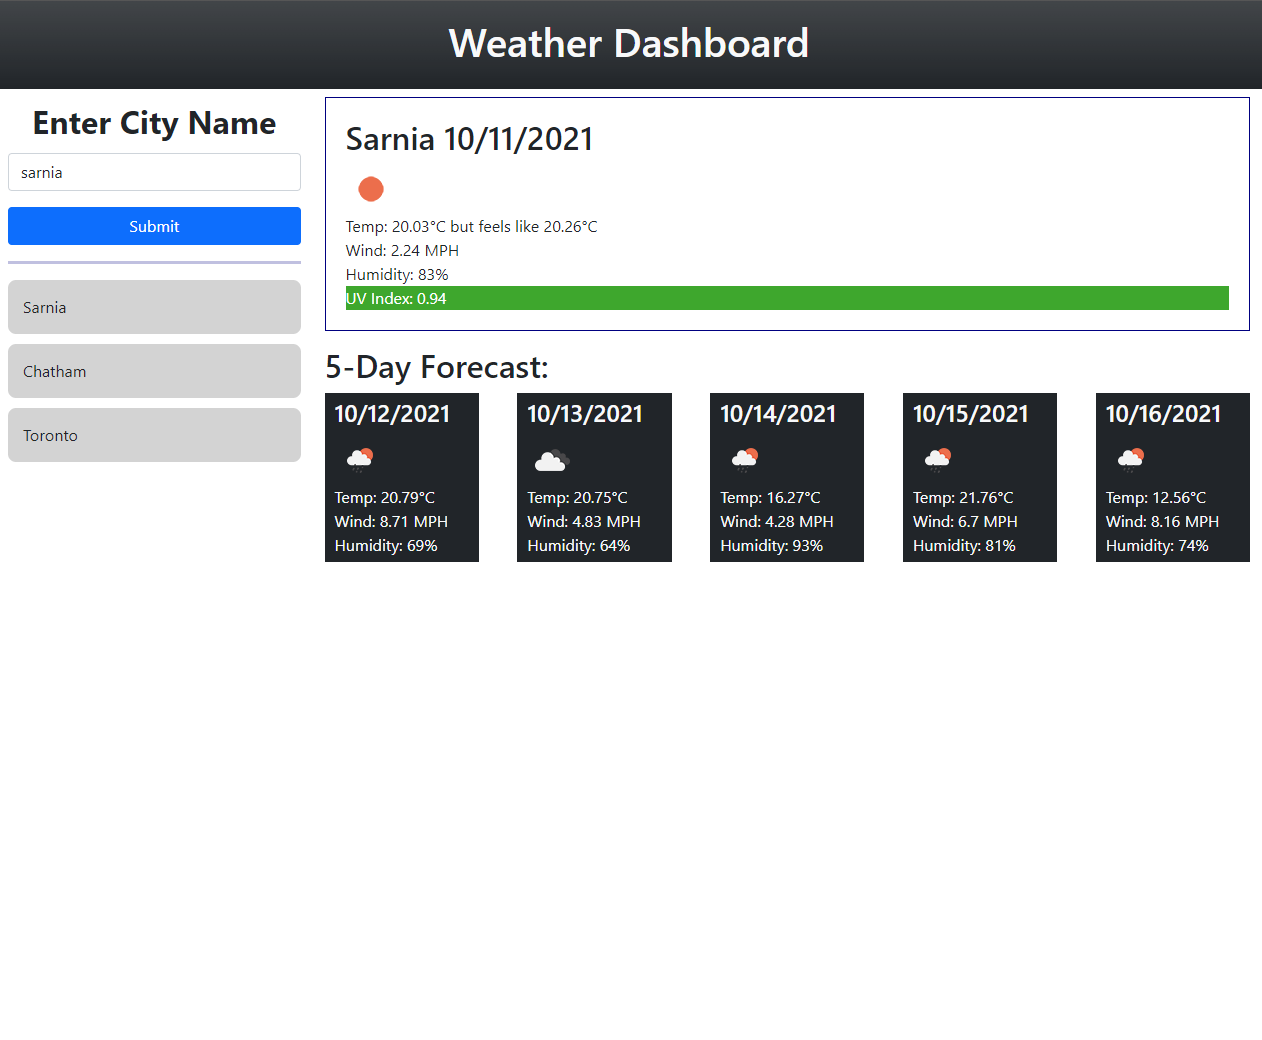 Weather Dashboard
Enter City Name
sarnia
Submit
Sarnia
Chatham
Toronto
Sarnia 10/11/2021
Temp: 20.03°C but feels like 20.26°C
Wind: 2.24 MPH
Humidity: 83%
UV Index: 0.94
5-Day Forecast:
10/12/2021
Temp: 20.79°C
Wind: 8.71 MPH
Humidity: 69%
10/13/2021
Temp: 20.75°C
Wind: 4.83 MPH
Humidity: 64%
10/14/2021
Temp: 16.27°C
Wind: 4.28 MPH
Humidity: 93%
10/15/2021
Temp: 21.76°C
Wind: 6.7 MPH
Humidity: 81%
10/16/2021
Temp: 12.56°C
Wind: 8.16 MPH
Humidity: 74%